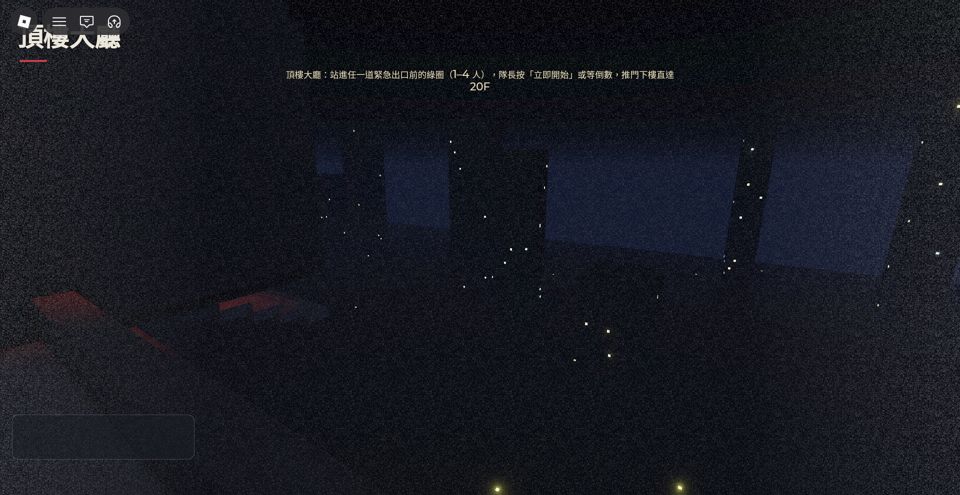 頂樓大廳
頂樓大廳：站進任一道緊急出口前的綠圈（1–4 人），隊長按「立即開始」或等倒數，推門下樓直達
20F